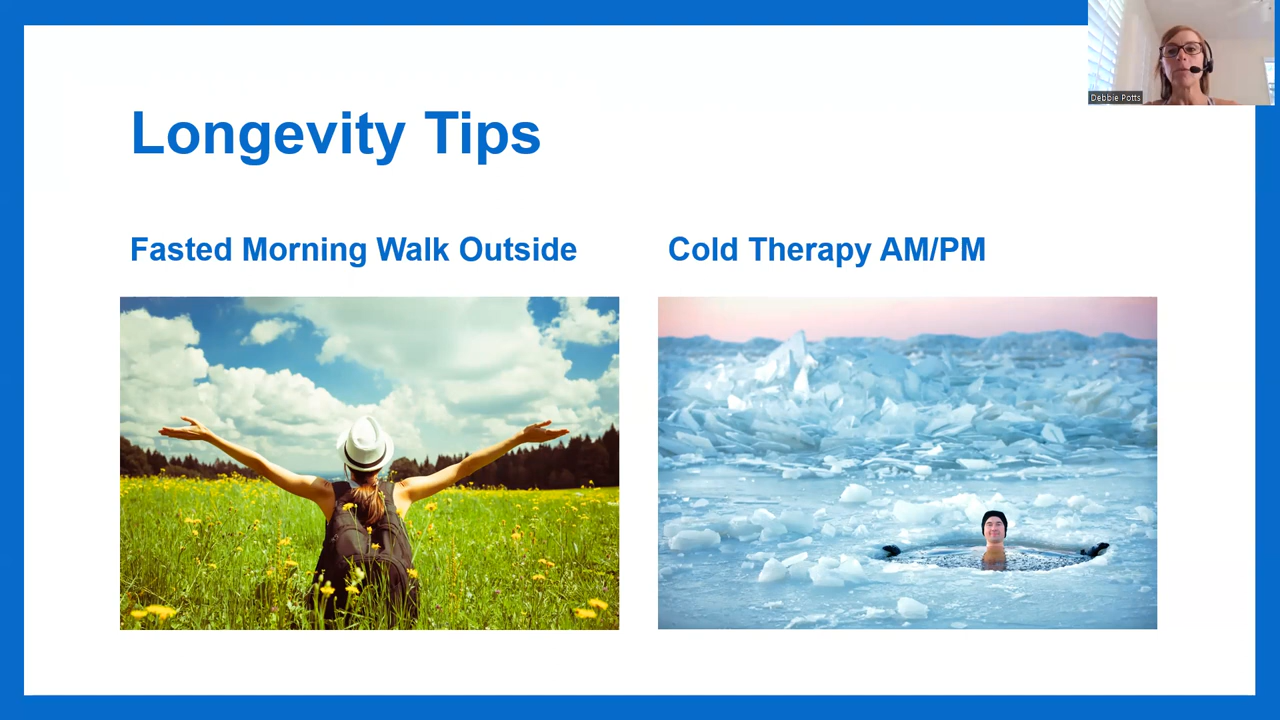 Debbie Potts
Longevity Tips
Fasted Morning Walk Outside
Cold Therapy AM/PM